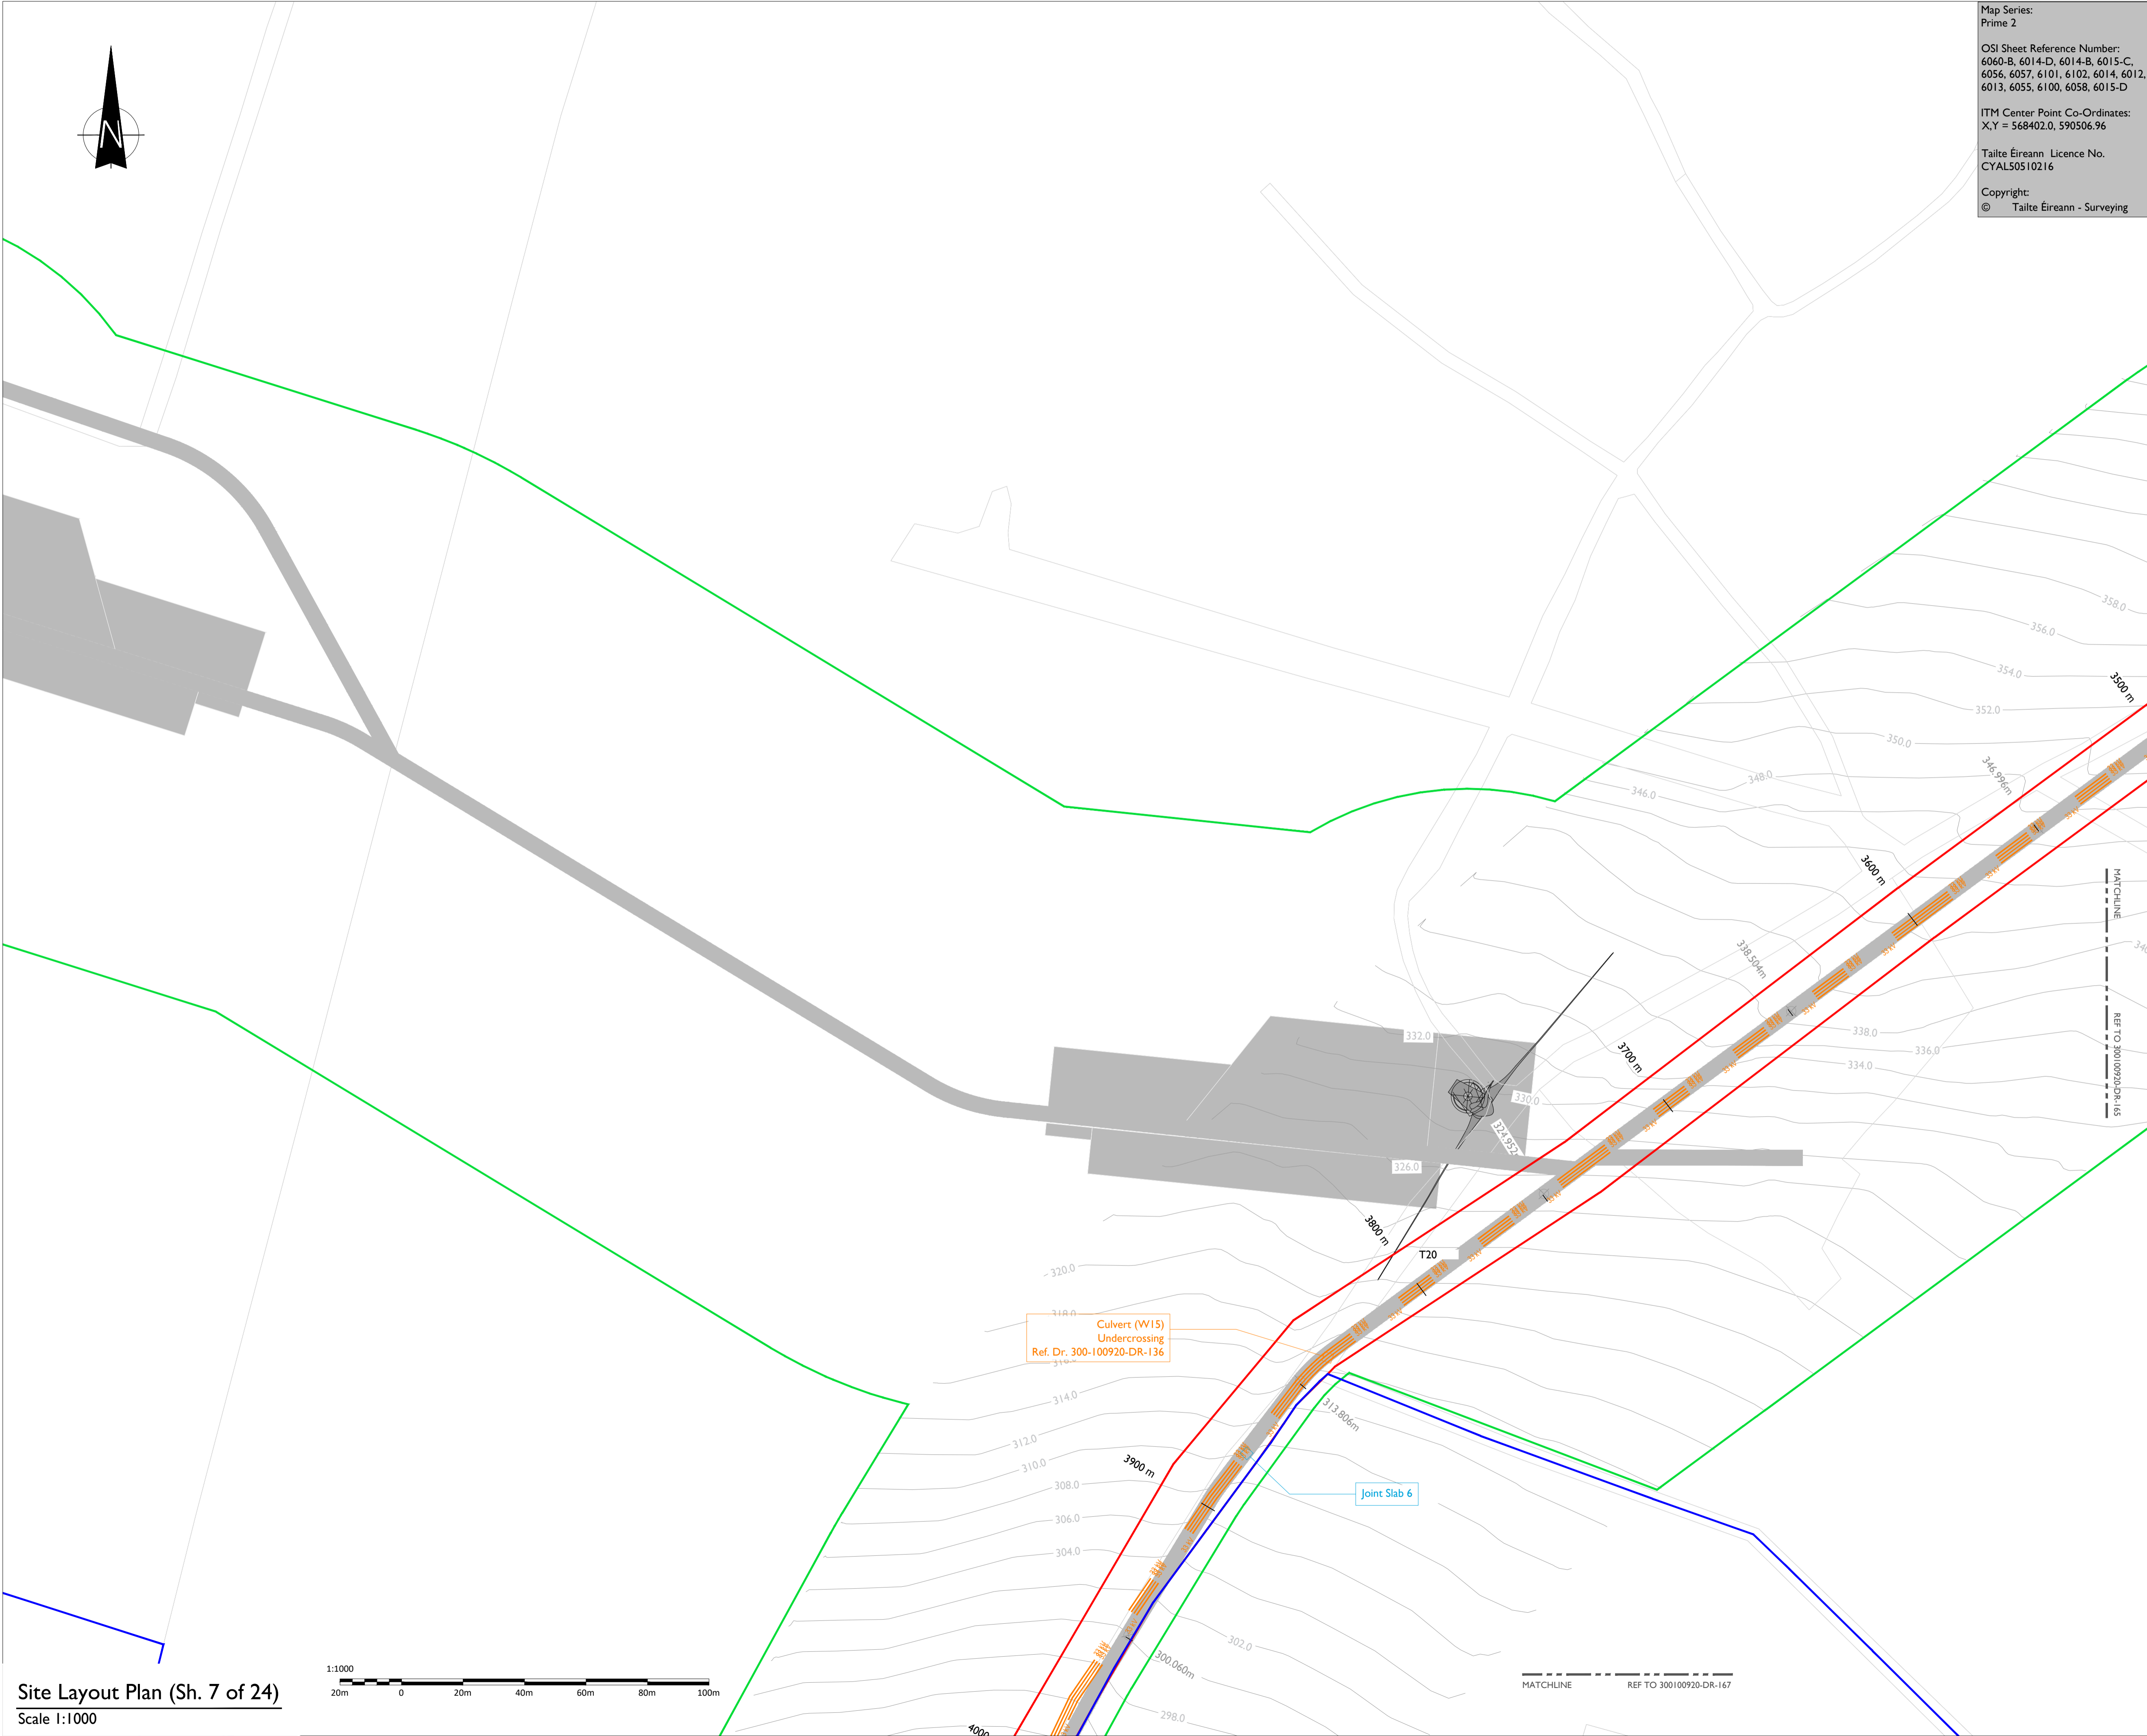 Map Series:
Prime 2
OSI Sheet Reference Number:
6060-B, 6014-D, 6014-B, 6015-C,
6056, 6057, 6101, 6102, 6014, 6012,
6013, 6055, 6100, 6058, 6015-D
ITM Center Point Co-Ordinates:
X,Y = 568402.0, 590506.96
Tailte Éireann Licence No.
CYAL50510216
Copyright:
© Tailte Éireann - Surveying
N
358.0
356.0
354.0
352.0
350.0
348.0
346.0
3500 m
346.996m
3600 m
338.504m
MATCHLINE
REF TO 300100920-DR-165
338.0
336.0
334.0
332.0
330.0
3700 m
324.952
326.0
3800 m
T20
320.0
318.0
Culvert (W15)
Undercrossing
Ref. Dr. 300-100920-DR-136
316.0
314.0
313.806m
312.0
310.0
3900 m
308.0
Joint Slab 6
306.0
304.0
302.0
300.060m
298.0
4000
MATCHLINE
REF TO 300100920-DR-167
1:1000
20m 0 20m 40m 60m 80m 100m
Site Layout Plan (Sh. 7 of 24)
Scale 1:1000